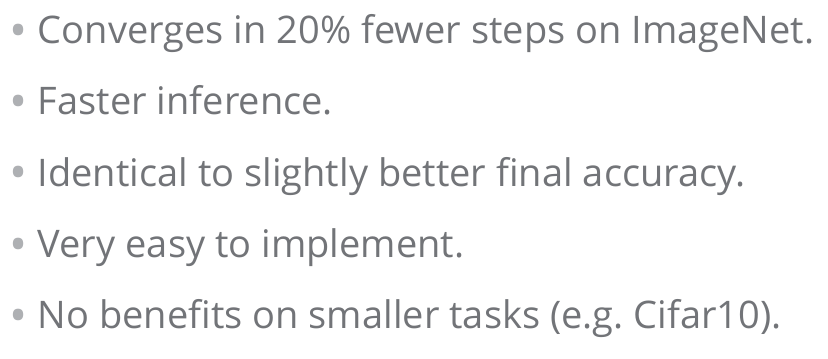 • Converges in 20% fewer steps on ImageNet.
• Faster inference.
• Identical to slightly better final accuracy.
• Very easy to implement.
• No benefits on smaller tasks (e.g. Cifar10).